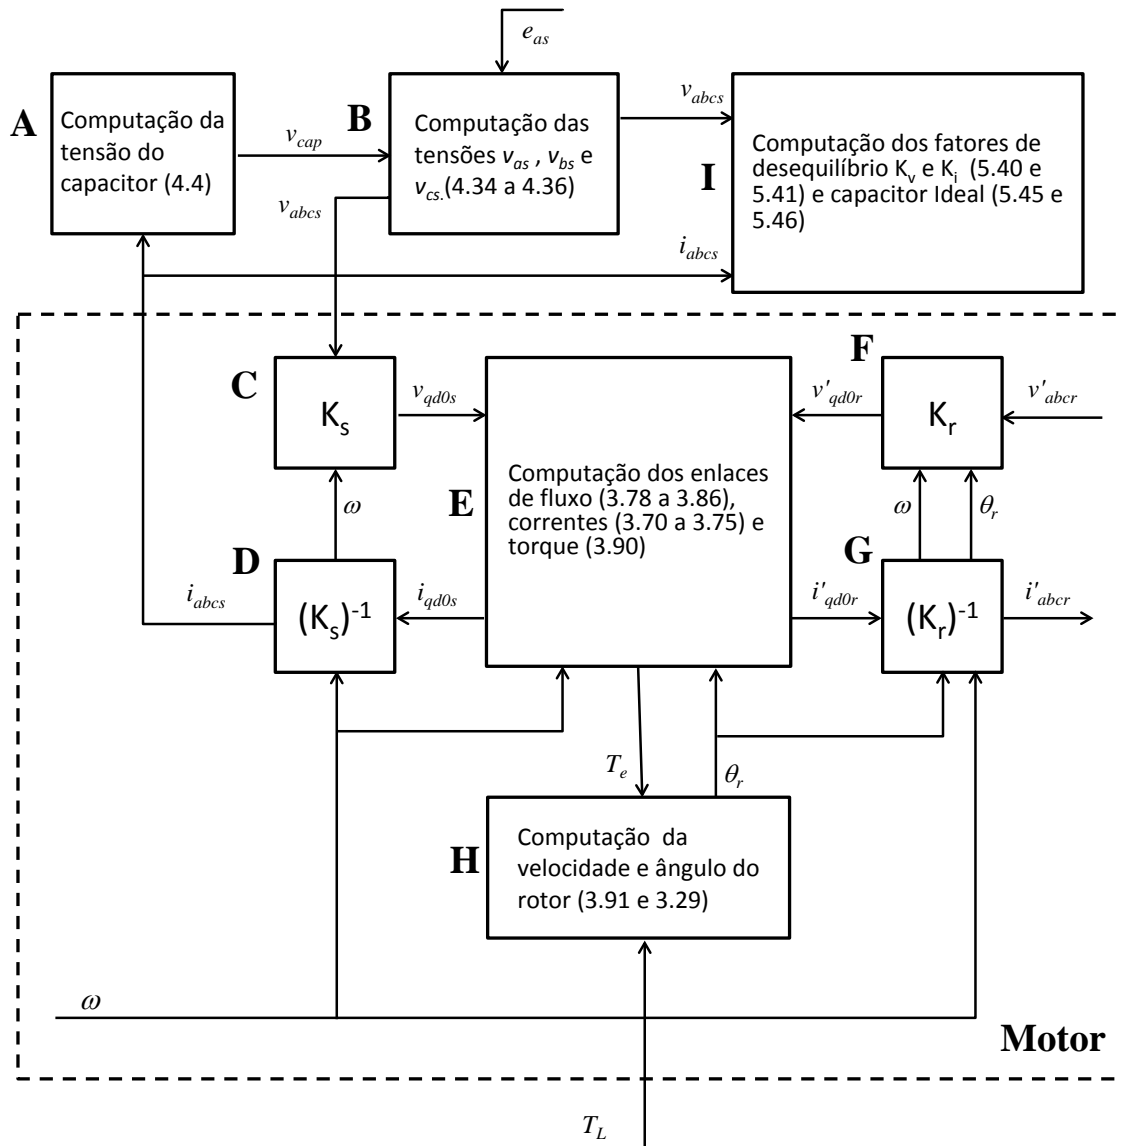 e_as
A
Computação da
tensão do
capacitor (4.4)
v_cap
B
Computação das
tensões v_as , v_bs e
v_cs.(4.34 a 4.36)
v_abcs
v_abcs
I
Computação dos fatores de
desequilíbrio K_v e K_i (5.40 e
5.41) e capacitor Ideal (5.45 e
5.46)
i_abcs
C
K_s
v_qd0s
E
Computação dos enlaces
de fluxo (3.78 a 3.86),
correntes (3.70 a 3.75) e
torque (3.90)
v'_qd0r
F
K_r
v'_abcr
ω
ω
θ_r
D
(K_s)^-1
i_abcs
i_qd0s
i'_qd0r
G
(K_r)^-1
i'_abcr
T_e
θ_r
H
Computação da
velocidade e ângulo do
rotor (3.91 e 3.29)
ω
Motor
T_L